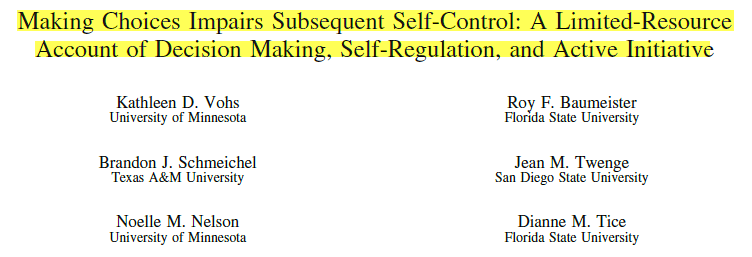 Making Choices Impairs Subsequent Self-Control: A Limited-Resource
Account of Decision Making, Self-Regulation, and Active Initiative
Kathleen D. Vohs
University of Minnesota
Roy F. Baumeister
Florida State University
Brandon J. Schmeichel
Texas A&M University
Jean M. Twenge
San Diego State University
Noelle M. Nelson
University of Minnesota
Dianne M. Tice
Florida State University